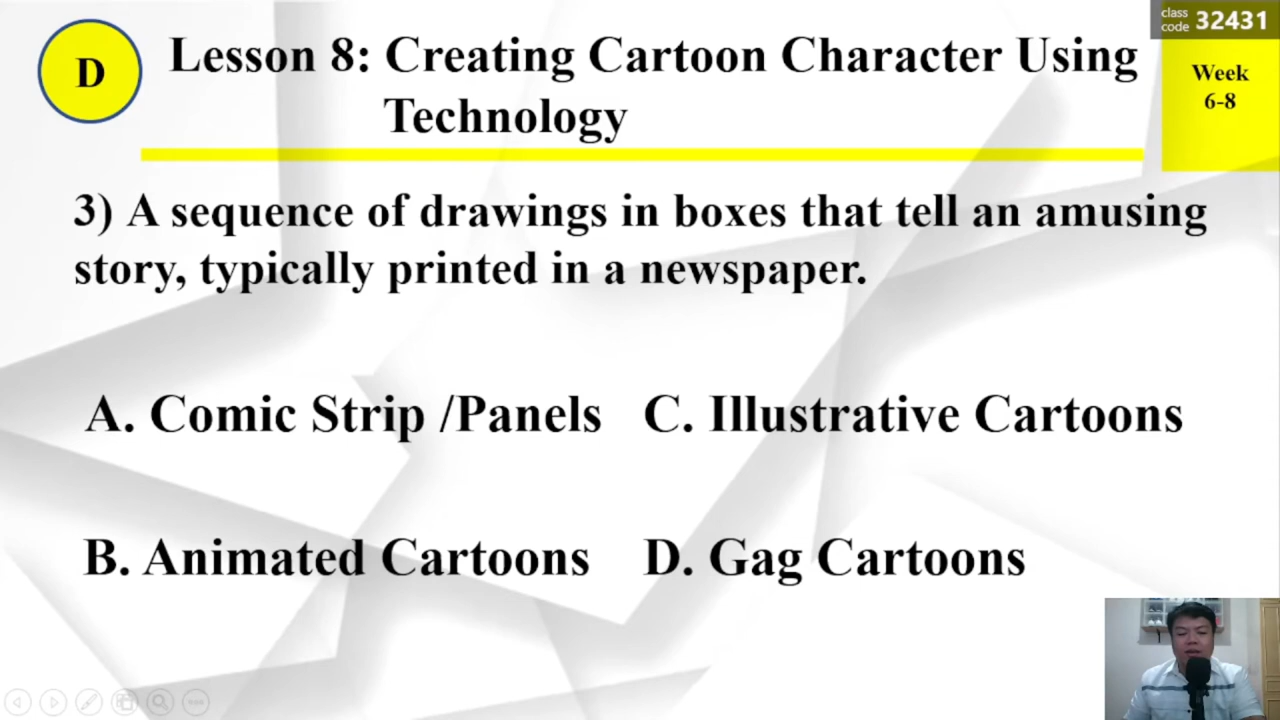 class
code 32431
D
Lesson 8: Creating Cartoon Character Using
Technology
Week
6-8
3) A sequence of drawings in boxes that tell an amusing
story, typically printed in a newspaper.
A. Comic Strip /Panels
C. Illustrative Cartoons
B. Animated Cartoons
D. Gag Cartoons